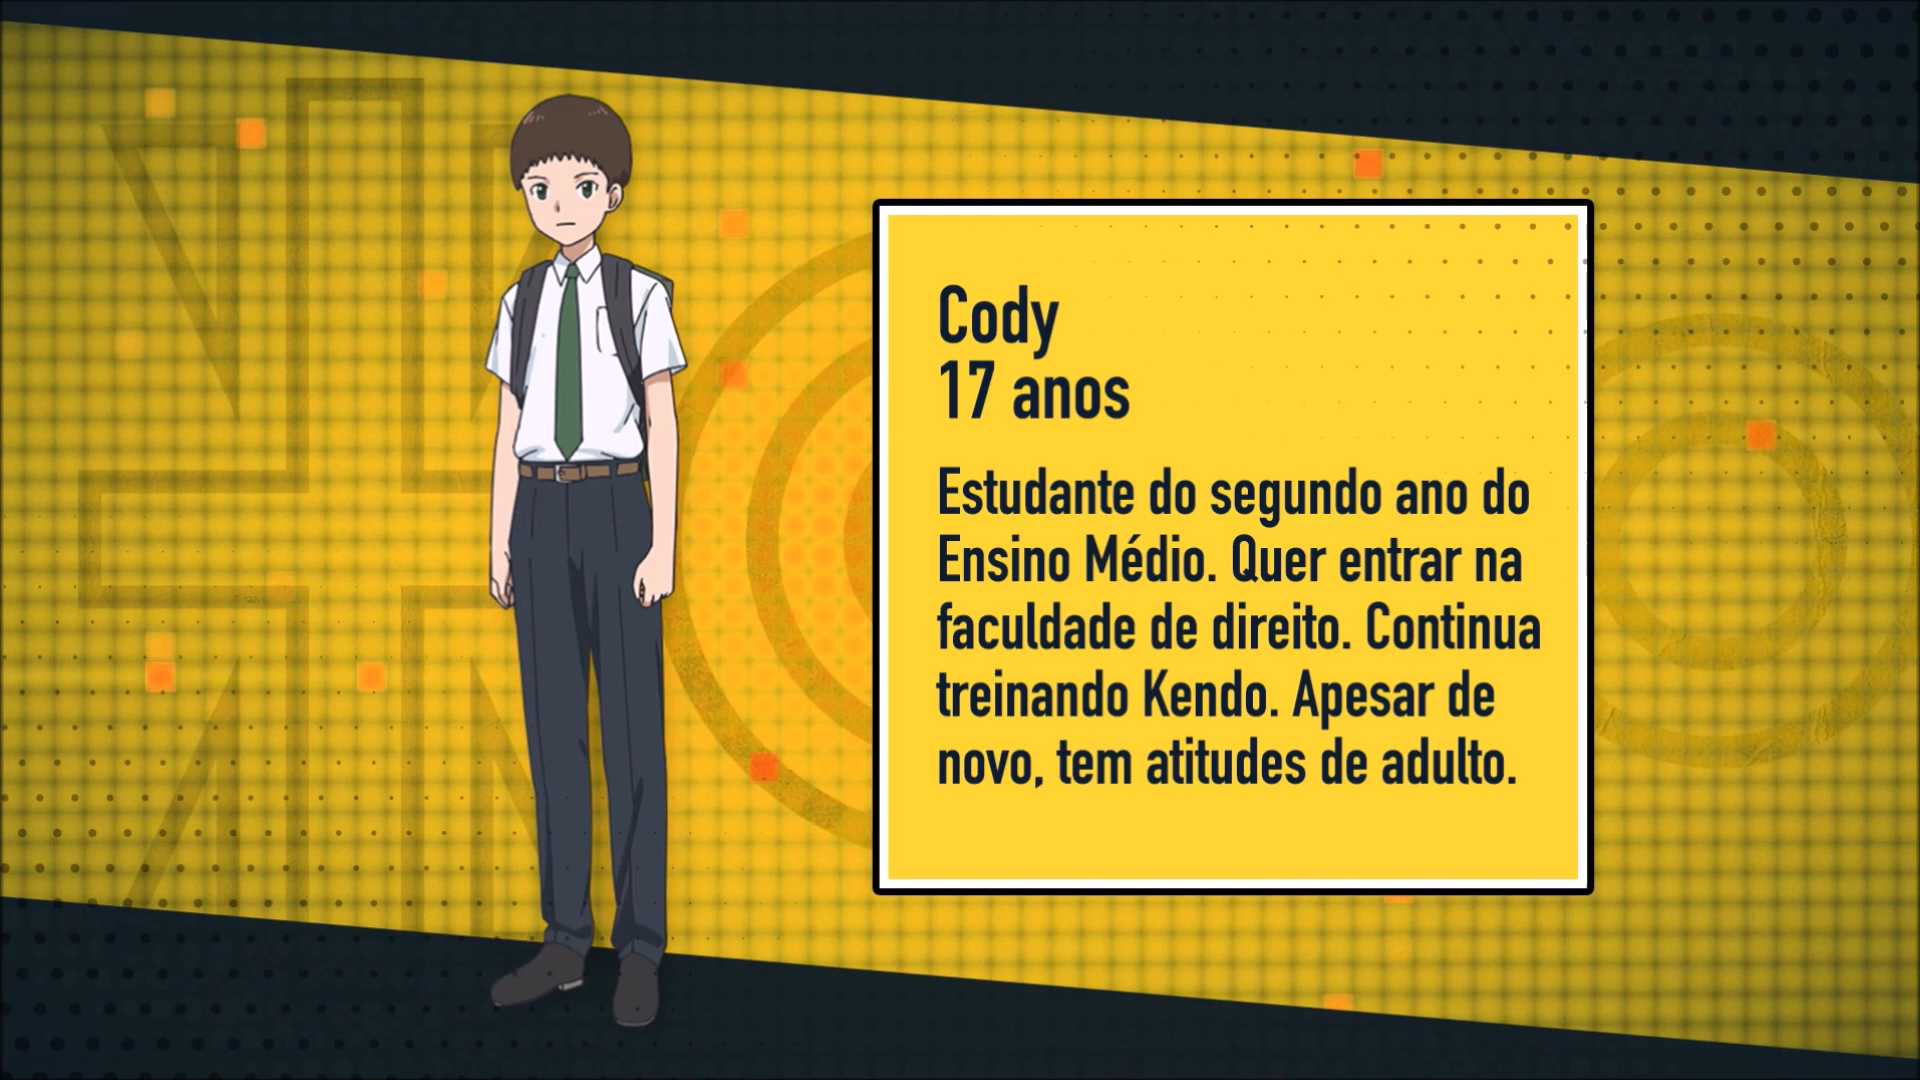 Cody
17 anos
Estudante do segundo ano do
Ensino Médio. Quer entrar na
faculdade de direito. Continua
treinando Kendo. Apesar de
novo, tem atitudes de adulto.